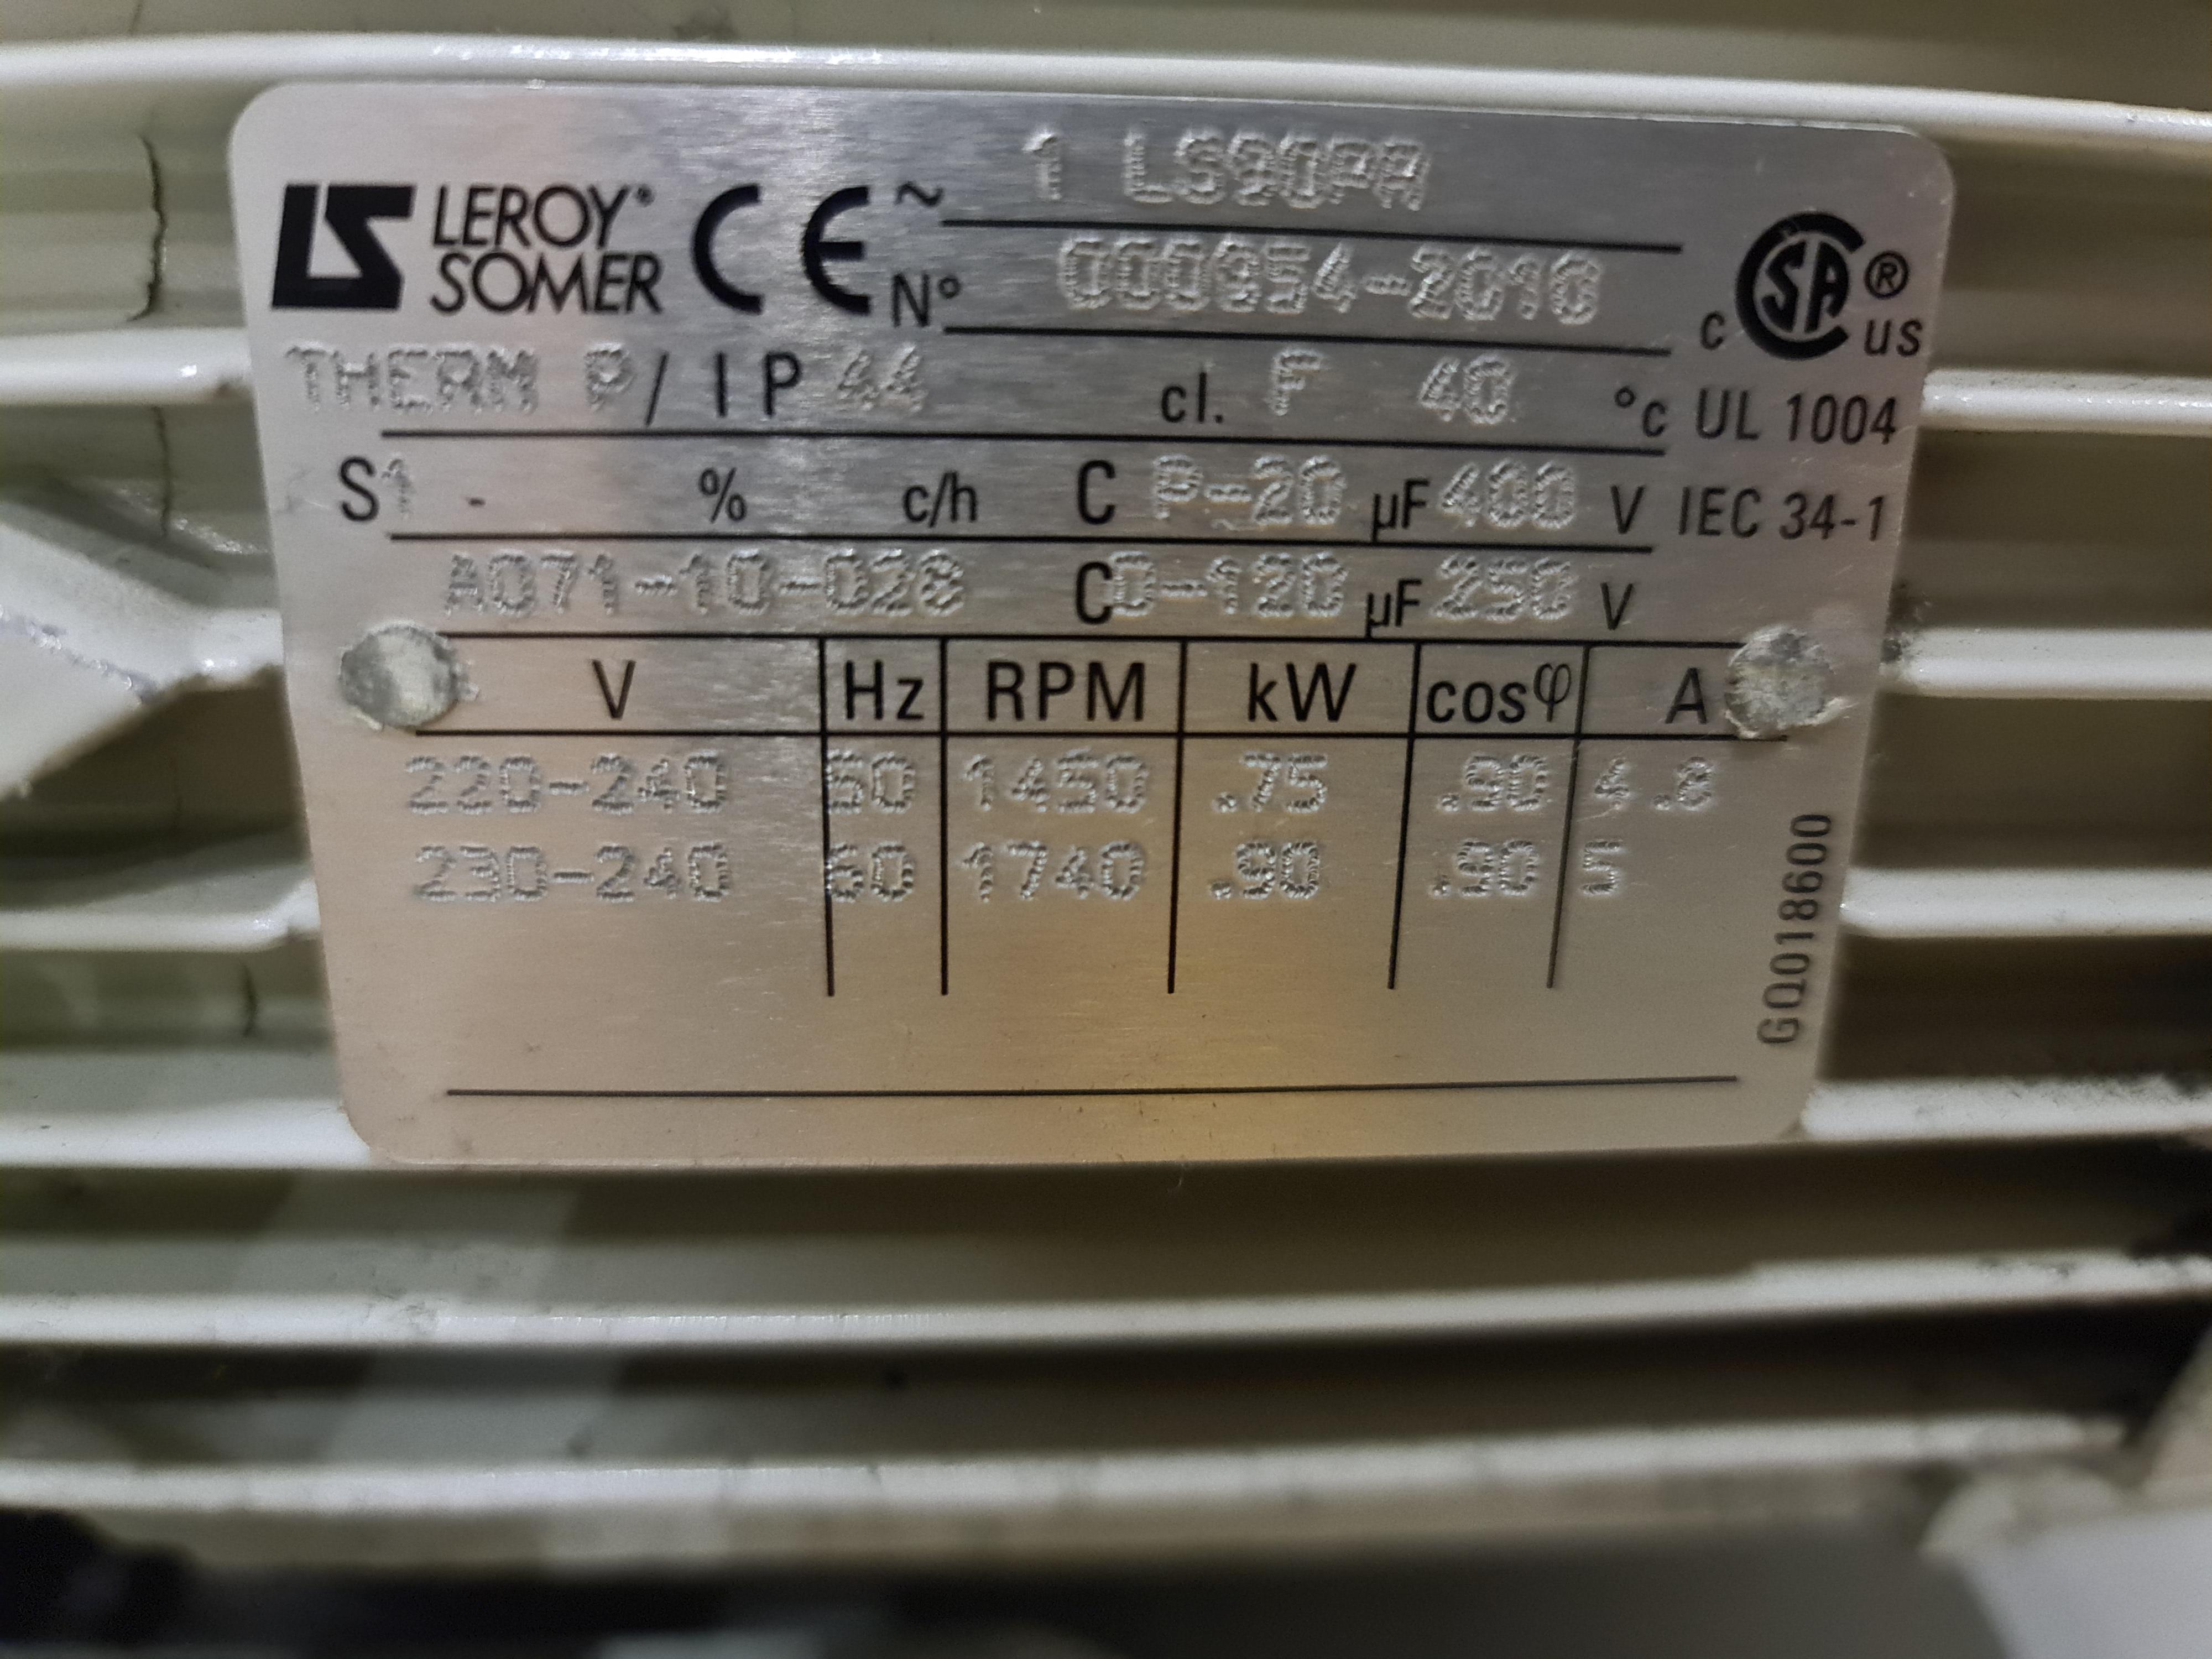 LS LEROY® SOMER CE ~ 1 LS90PR
N° 000854-2010
CSA® c us
THERM P/ IP 44 cl. F 40 °c UL 1004
S1 - % c/h C P-20 µF 400 V IEC 34-1
A071-10-028 C D-120 µF 250 V
V Hz RPM kW cosφ A
220-240 50 1450 .75 .90 4.8
230-240 60 1740 .90 .90 5
GQ018600